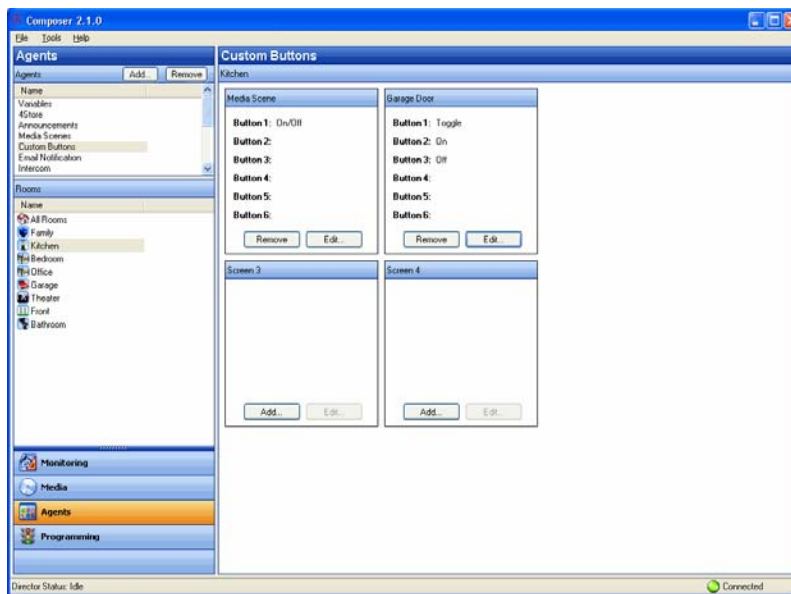 Composer 2.1.0
File Tools Help
Agents
Agents Add... Remove
Name
Variables
4Store
Announcements
Media Scenes
Custom Buttons
Email Notification
Intercom
Rooms
Name
All Rooms
Family
Kitchen
Bedroom
Office
Garage
Theater
Front
Bathroom
Monitoring
Media
Agents
Programming
Custom Buttons
Kitchen
Media Scene
Button 1: On/Off
Button 2:
Button 3:
Button 4:
Button 5:
Button 6:
Remove Edit...
Garage Door
Button 1: Toggle
Button 2: On
Button 3: Off
Button 4:
Button 5:
Button 6:
Remove Edit...
Screen 3
Add... Edit...
Screen 4
Add... Edit...
Director Status: Idle
Connected